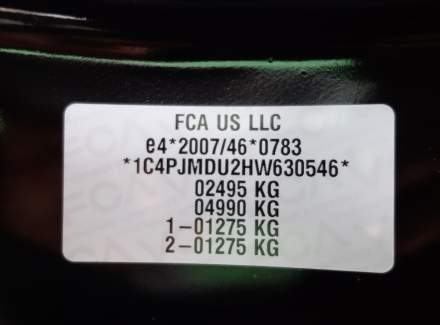 FCA US LLC
e4*2007/46*0783
*1C4PJMDU2HW630546*
02495 KG
04990 KG
1-01275 KG
2-01275 KG